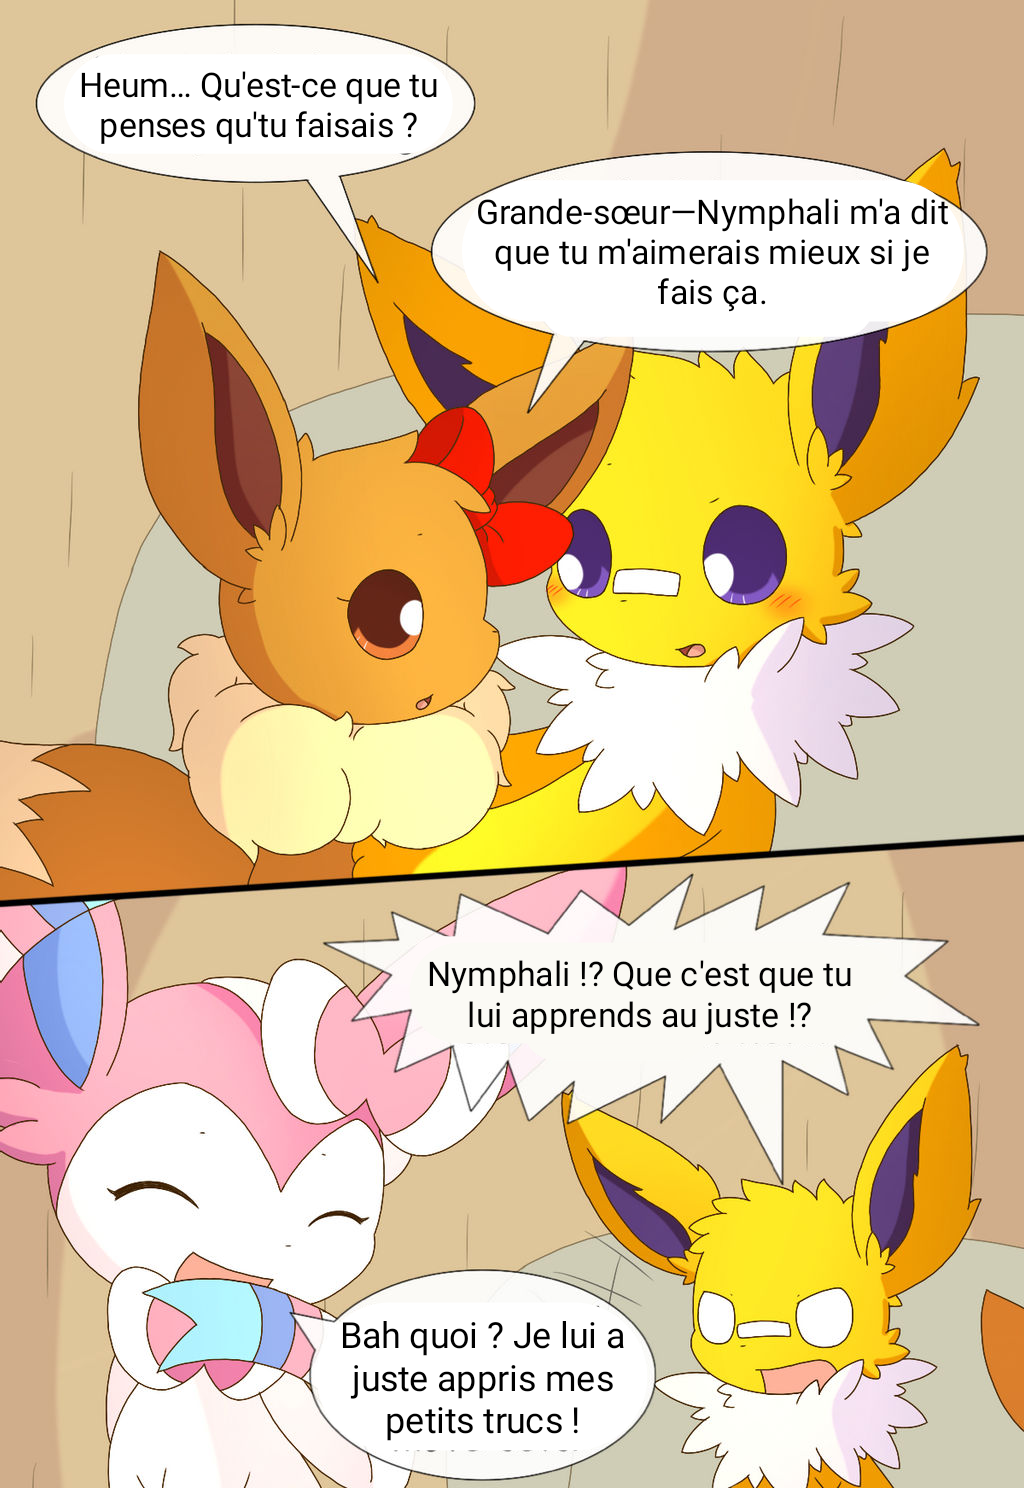 Heum... Qu'est-ce que tu
penses qu'tu faisais ?
Grande-sœur—Nymphali m'a dit
que tu m'aimerais mieux si je
fais ça.
Nymphali !? Que c'est que tu
lui apprends au juste !?
Bah quoi ? Je lui a
juste appris mes
petits trucs !